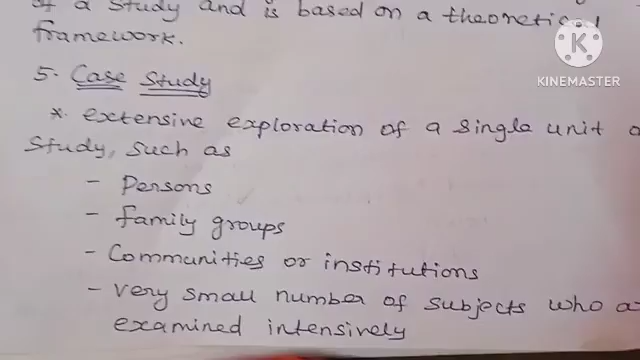 of a study and is based on a theoretical
framework.
K
KINEMASTER
5. Case Study
* extensive exploration of a single unit
study, such as
- Persons
- family groups
- Communities or institutions
- very small number of subjects who
examined intensively